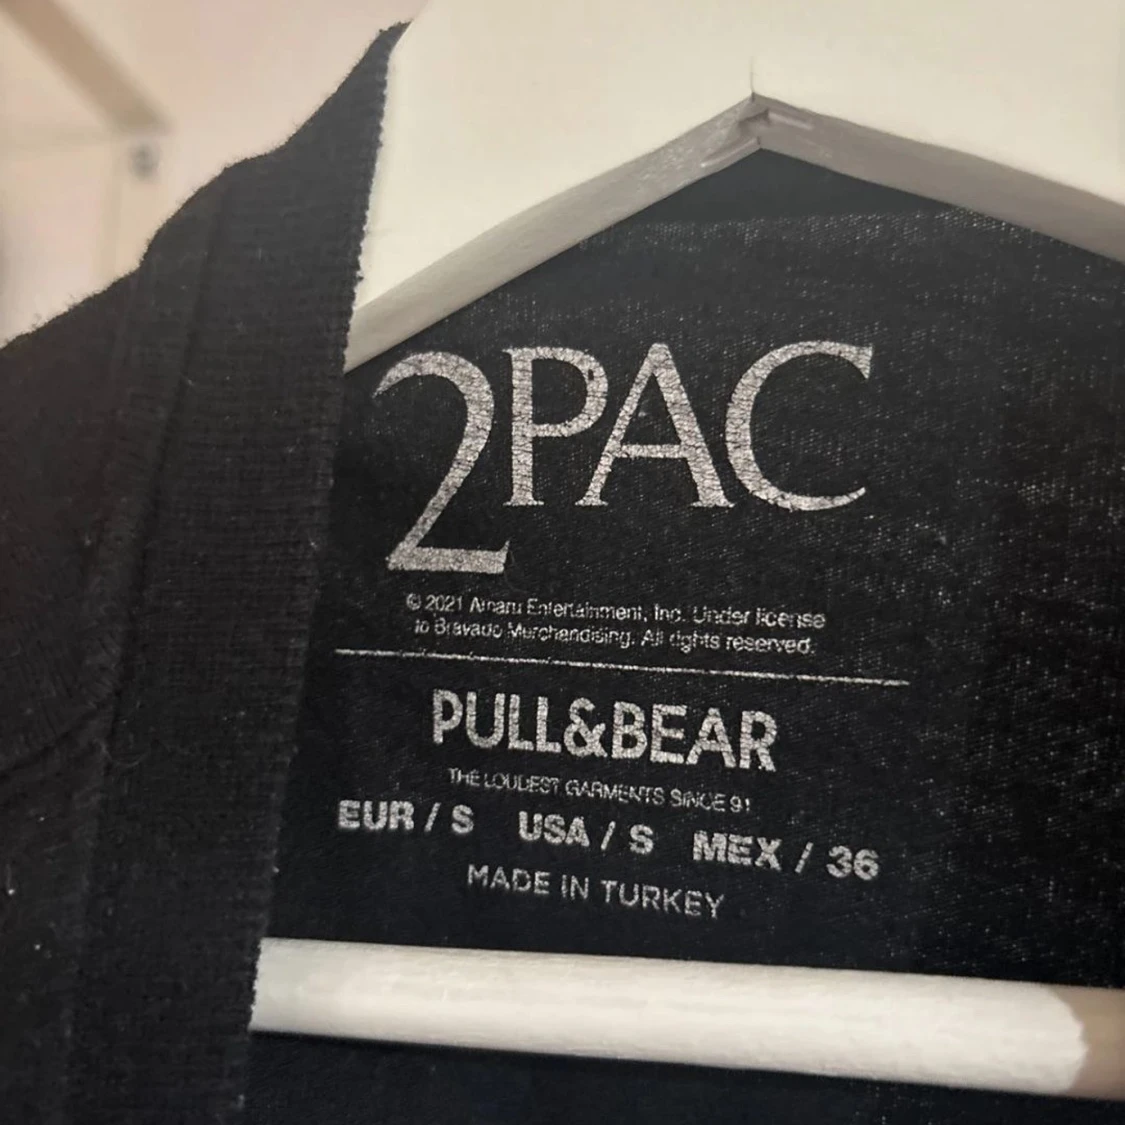 2PAC
© 2021 Amaru Entertainment, Inc. Under license
to Bravado Merchandising. All rights reserved.
PULL&BEAR
THE LOUDEST GARMENTS SINCE 91
EUR / S USA / S MEX / 36
MADE IN TURKEY